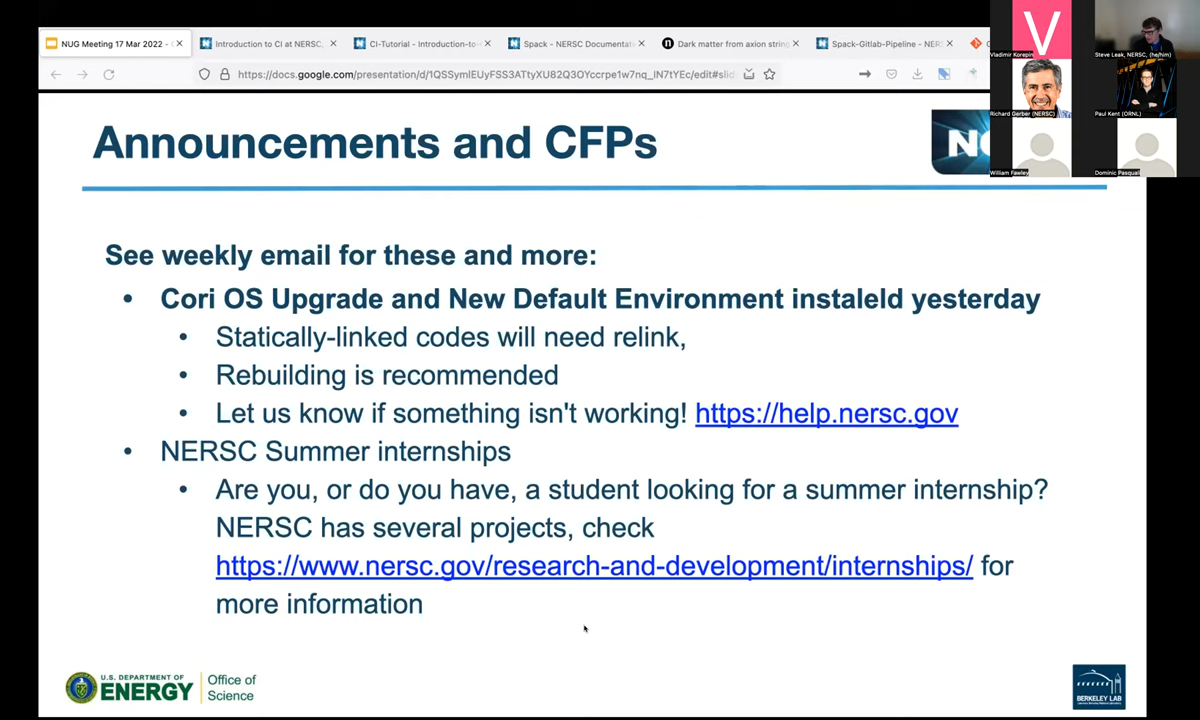 NUG Meeting 17 Mar 2022 -
Introduction to CI at NERSC,
CI-Tutorial - Introduction-to-
Spack - NERSC Documentat
Dark matter from axion string
Spack-Gitlab-Pipeline - NER
https://docs.google.com/presentation/d/1QSSymIEUyFSS3ATtyXU82Q3OYccrpe1w7nq_lN7tYEc/edit#slid
V
Vladimir Korepin
Steve Leak, NERSC, (he/him)
Richard Gerber (NERSC)
Paul Kent (ORNL)
William Fawley
Dominic Pasquali
Announcements and CFPs
See weekly email for these and more:
• Cori OS Upgrade and New Default Environment instaleld yesterday
• Statically-linked codes will need relink,
• Rebuilding is recommended
• Let us know if something isn't working! https://help.nersc.gov
• NERSC Summer internships
• Are you, or do you have, a student looking for a summer internship?
NERSC has several projects, check
https://www.nersc.gov/research-and-development/internships/ for
more information
U.S. DEPARTMENT OF
ENERGY
Office of
Science
BERKELEY LAB